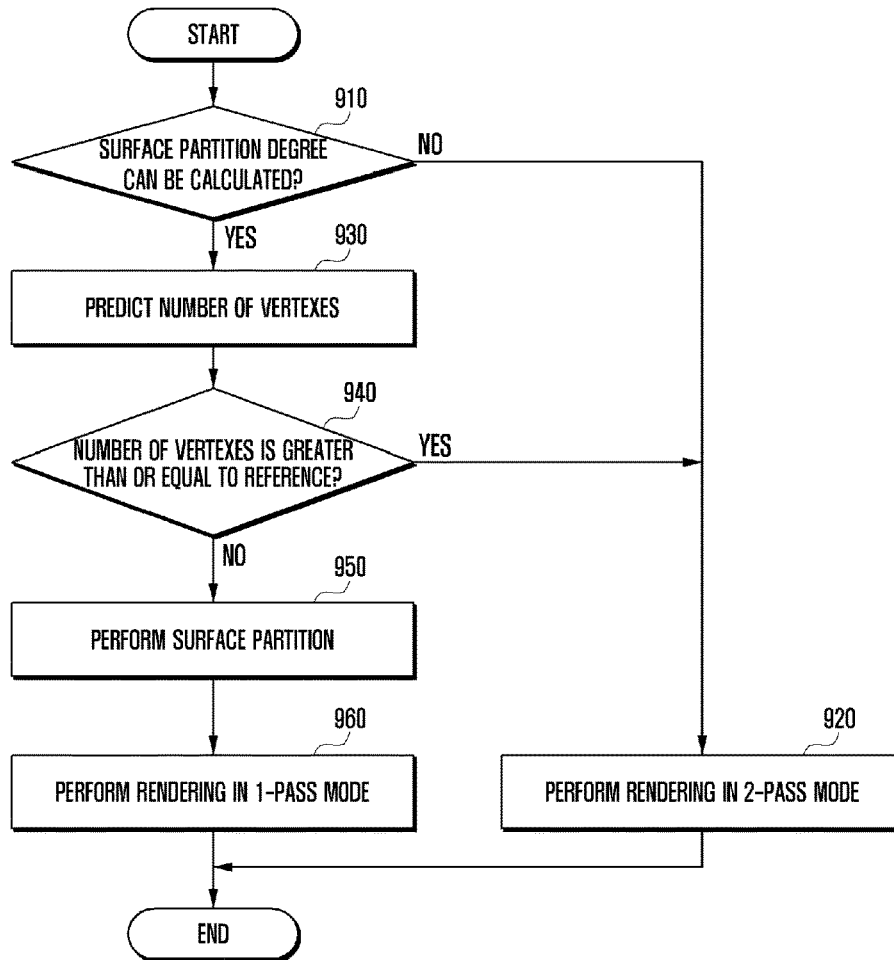 START
910
SURFACE PARTITION DEGREE
CAN BE CALCULATED?
NO
YES
930
PREDICT NUMBER OF VERTEXES
940
NUMBER OF VERTEXES IS GREATER
THAN OR EQUAL TO REFERENCE?
YES
NO
950
PERFORM SURFACE PARTITION
960
PERFORM RENDERING IN 1-PASS MODE
920
PERFORM RENDERING IN 2-PASS MODE
END